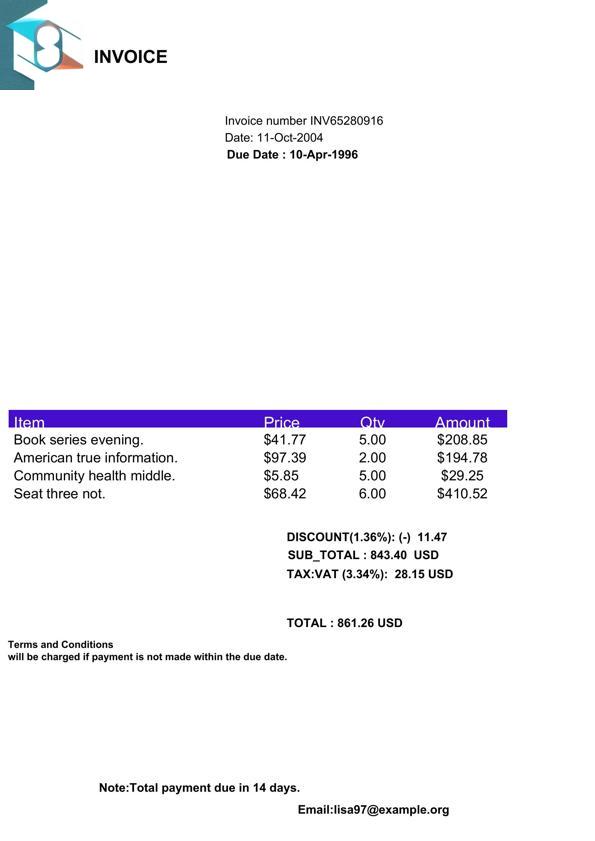 INVOICE
Invoice number INV65280916
Date: 11-Oct-2004
Due Date : 10-Apr-1996
Item Price Qty Amount
Book series evening. $41.77 5.00 $208.85
American true information. $97.39 2.00 $194.78
Community health middle. $5.85 5.00 $29.25
Seat three not. $68.42 6.00 $410.52
DISCOUNT(1.36%): (-) 11.47
SUB_TOTAL : 843.40 USD
TAX:VAT (3.34%): 28.15 USD
TOTAL : 861.26 USD
Terms and Conditions
will be charged if payment is not made within the due date.
Note:Total payment due in 14 days.
Email:lisa97@example.org